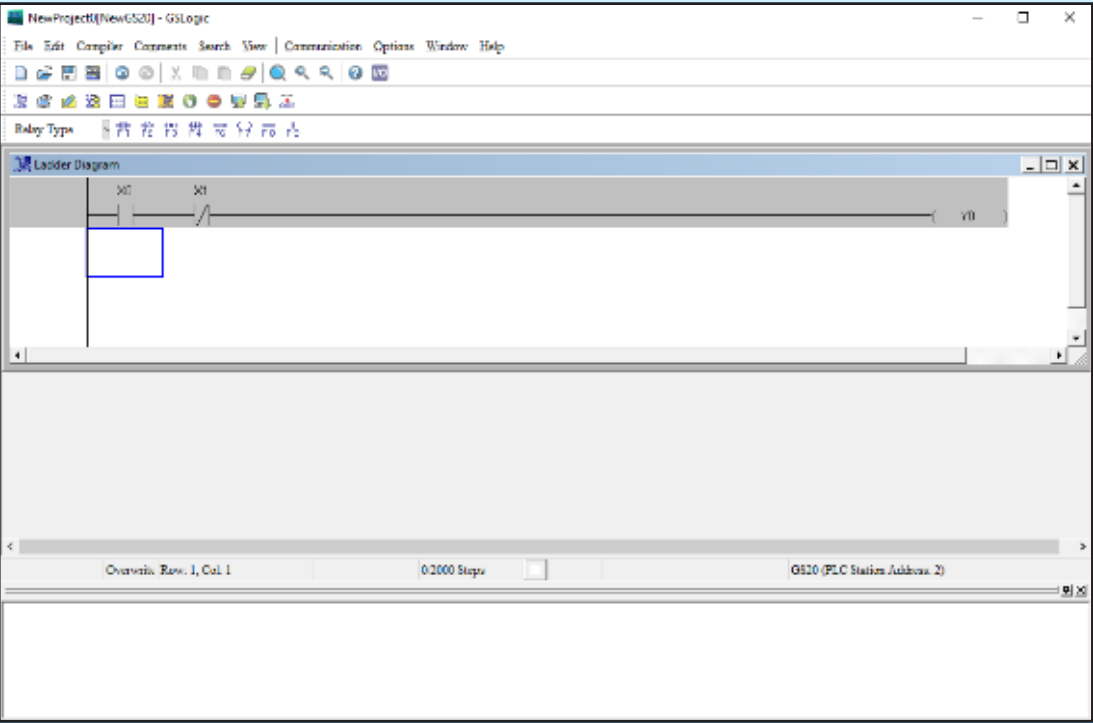 NewProject0[NewGS20] - GSLogic
File Edit Compiler Comments Search View Communication Options Window Help
Relay Type
Ladder Diagram
X0 X1
Y0
Overwrite Row: 1, Col: 1 0/2000 Steps GS20 (PLC Station Address: 2)